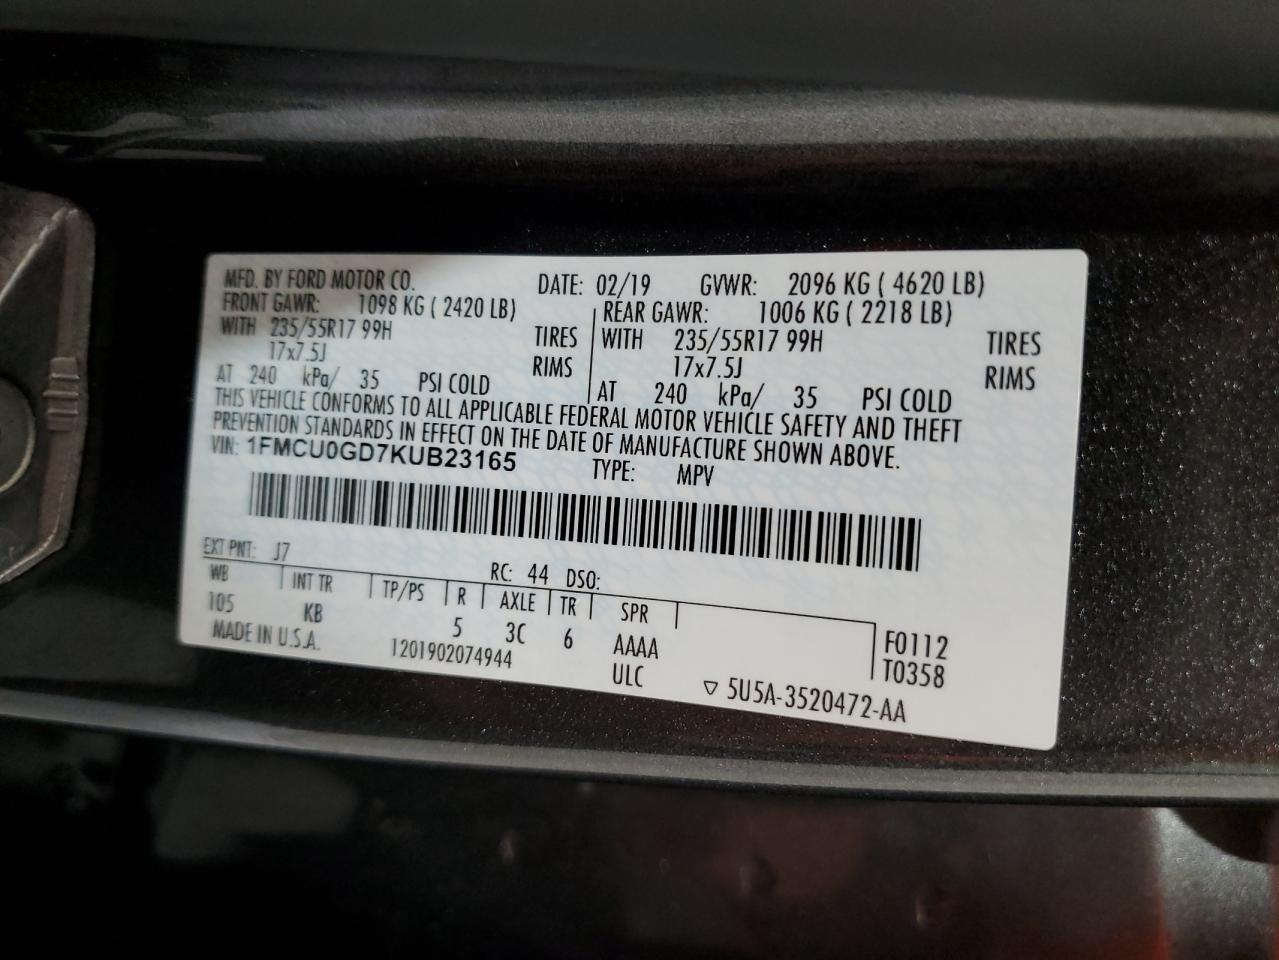 MFD. BY FORD MOTOR CO. DATE: 02/19 GVWR: 2096 KG ( 4620 LB)
FRONT GAWR: 1098 KG ( 2420 LB) REAR GAWR: 1006 KG ( 2218 LB)
WITH 235/55R17 99H TIRES WITH 235/55R17 99H TIRES
17x7.5J RIMS 17x7.5J RIMS
AT 240 kPa/ 35 PSI COLD AT 240 kPa/ 35 PSI COLD
THIS VEHICLE CONFORMS TO ALL APPLICABLE FEDERAL MOTOR VEHICLE SAFETY AND THEFT
PREVENTION STANDARDS IN EFFECT ON THE DATE OF MANUFACTURE SHOWN ABOVE.
VIN: 1FMCU0GD7KUB23165 TYPE: MPV
EXT PNT: J7 RC: 44 DSO:
WB INT TR TP/PS R AXLE TR SPR
105 KB 5 3C 6 AAAA F0112
MADE IN U.S.A. 1201902074944 ULC T0358
▽ 5U5A-3520472-AA